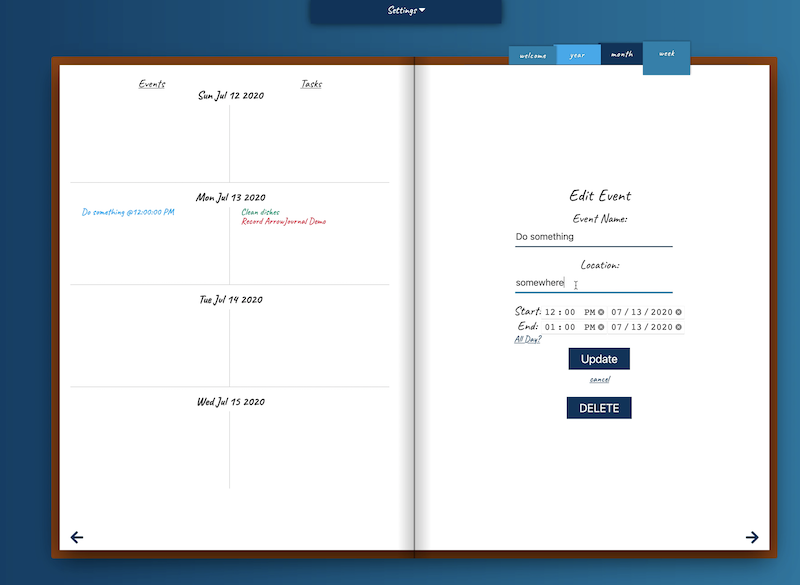 Settings
welcome year month week
Events Tasks
Sun Jul 12 2020
Mon Jul 13 2020
Do something @12:00:00 PM
Clean dishes
Record ArrowJournal Demo
Tue Jul 14 2020
Wed Jul 15 2020
Edit Event
Event Name:
Do something
Location:
somewhere
Start: 12:00 PM 07/13/2020
End: 01:00 PM 07/13/2020
All Day?
Update
cancel
DELETE